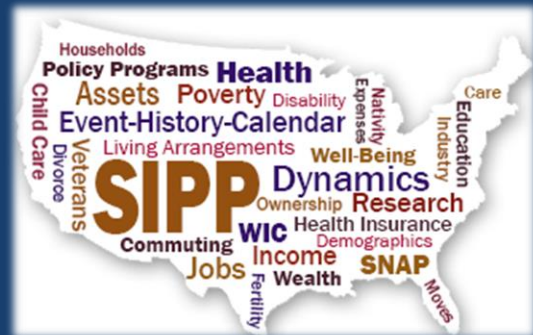 Households
Policy Programs
Health
Assets
Poverty
Disability
Child Care
Event-History-Calendar
Expenses
Nativity
Care
Education
Industry
Divorce
Veterans
Living Arrangements
Well-Being
SIPP
Dynamics
Ownership
Research
WIC
Health Insurance
Demographics
Commuting
Income
Jobs
Fertility
Wealth
SNAP
Moves